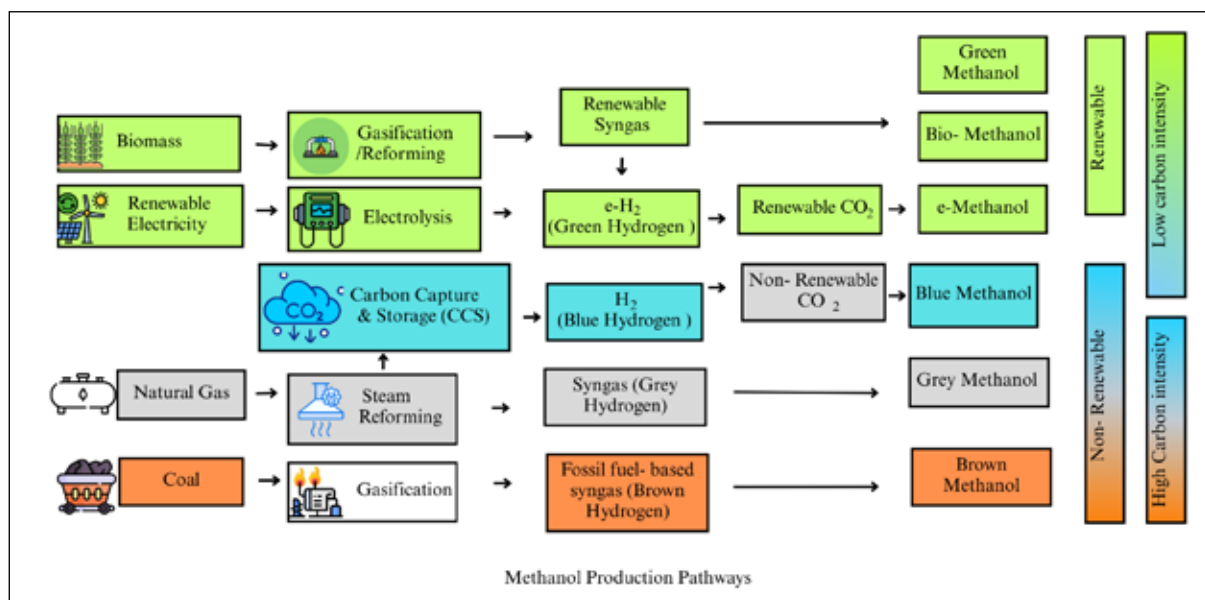 Green
Methanol
Renewable
Syngas
Biomass
Gasification
/Reforming
Bio- Methanol
Renewable
Electricity
Electrolysis
e-H2
(Green Hydrogen )
Renewable CO2
e-Methanol
CO2
Carbon Capture
& Storage (CCS)
H2
(Blue Hydrogen )
Non- Renewable
CO 2
Blue Methanol
Natural Gas
Steam
Reforming
Syngas (Grey
Hydrogen)
Grey Methanol
Coal
Gasification
Fossil fuel- based
syngas (Brown
Hydrogen)
Brown
Methanol
Renewable
Non- Renewable
Low carbon intensity
High Carbon intensity
Methanol Production Pathways